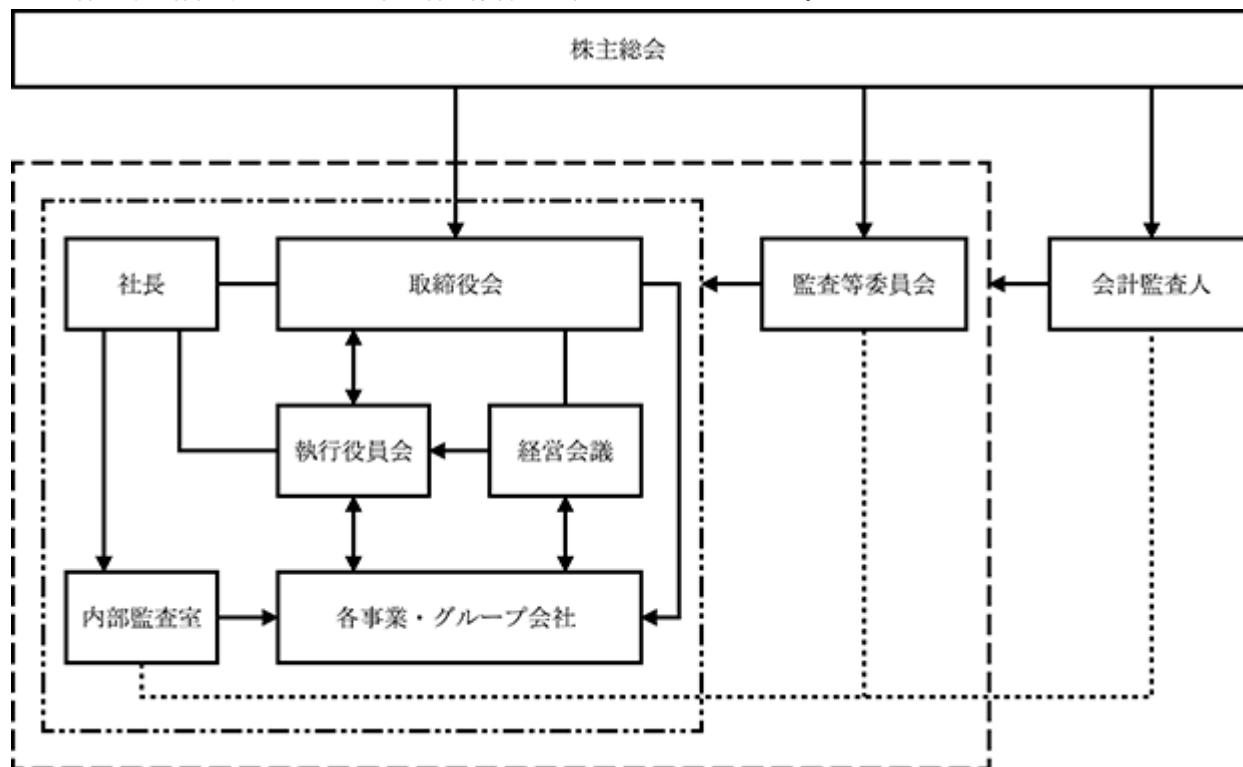 株主総会
社長
取締役会
監査等委員会
会計監査人
執行役員会
経営会議
内部監査室
各事業・グループ会社